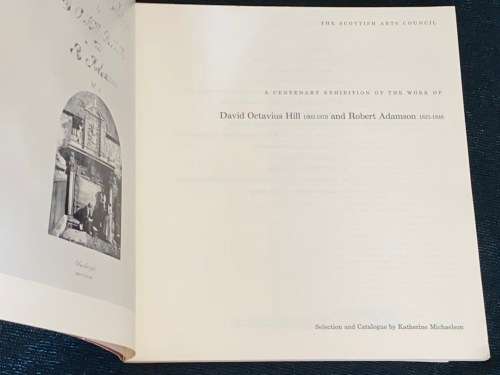 THE SCOTTISH ARTS COUNCIL
A CENTENARY EXHIBITION OF THE WORK OF
David Octavius Hill 1802-1870 and Robert Adamson 1821-1848
Selection and Catalogue by Katherine Michaelson